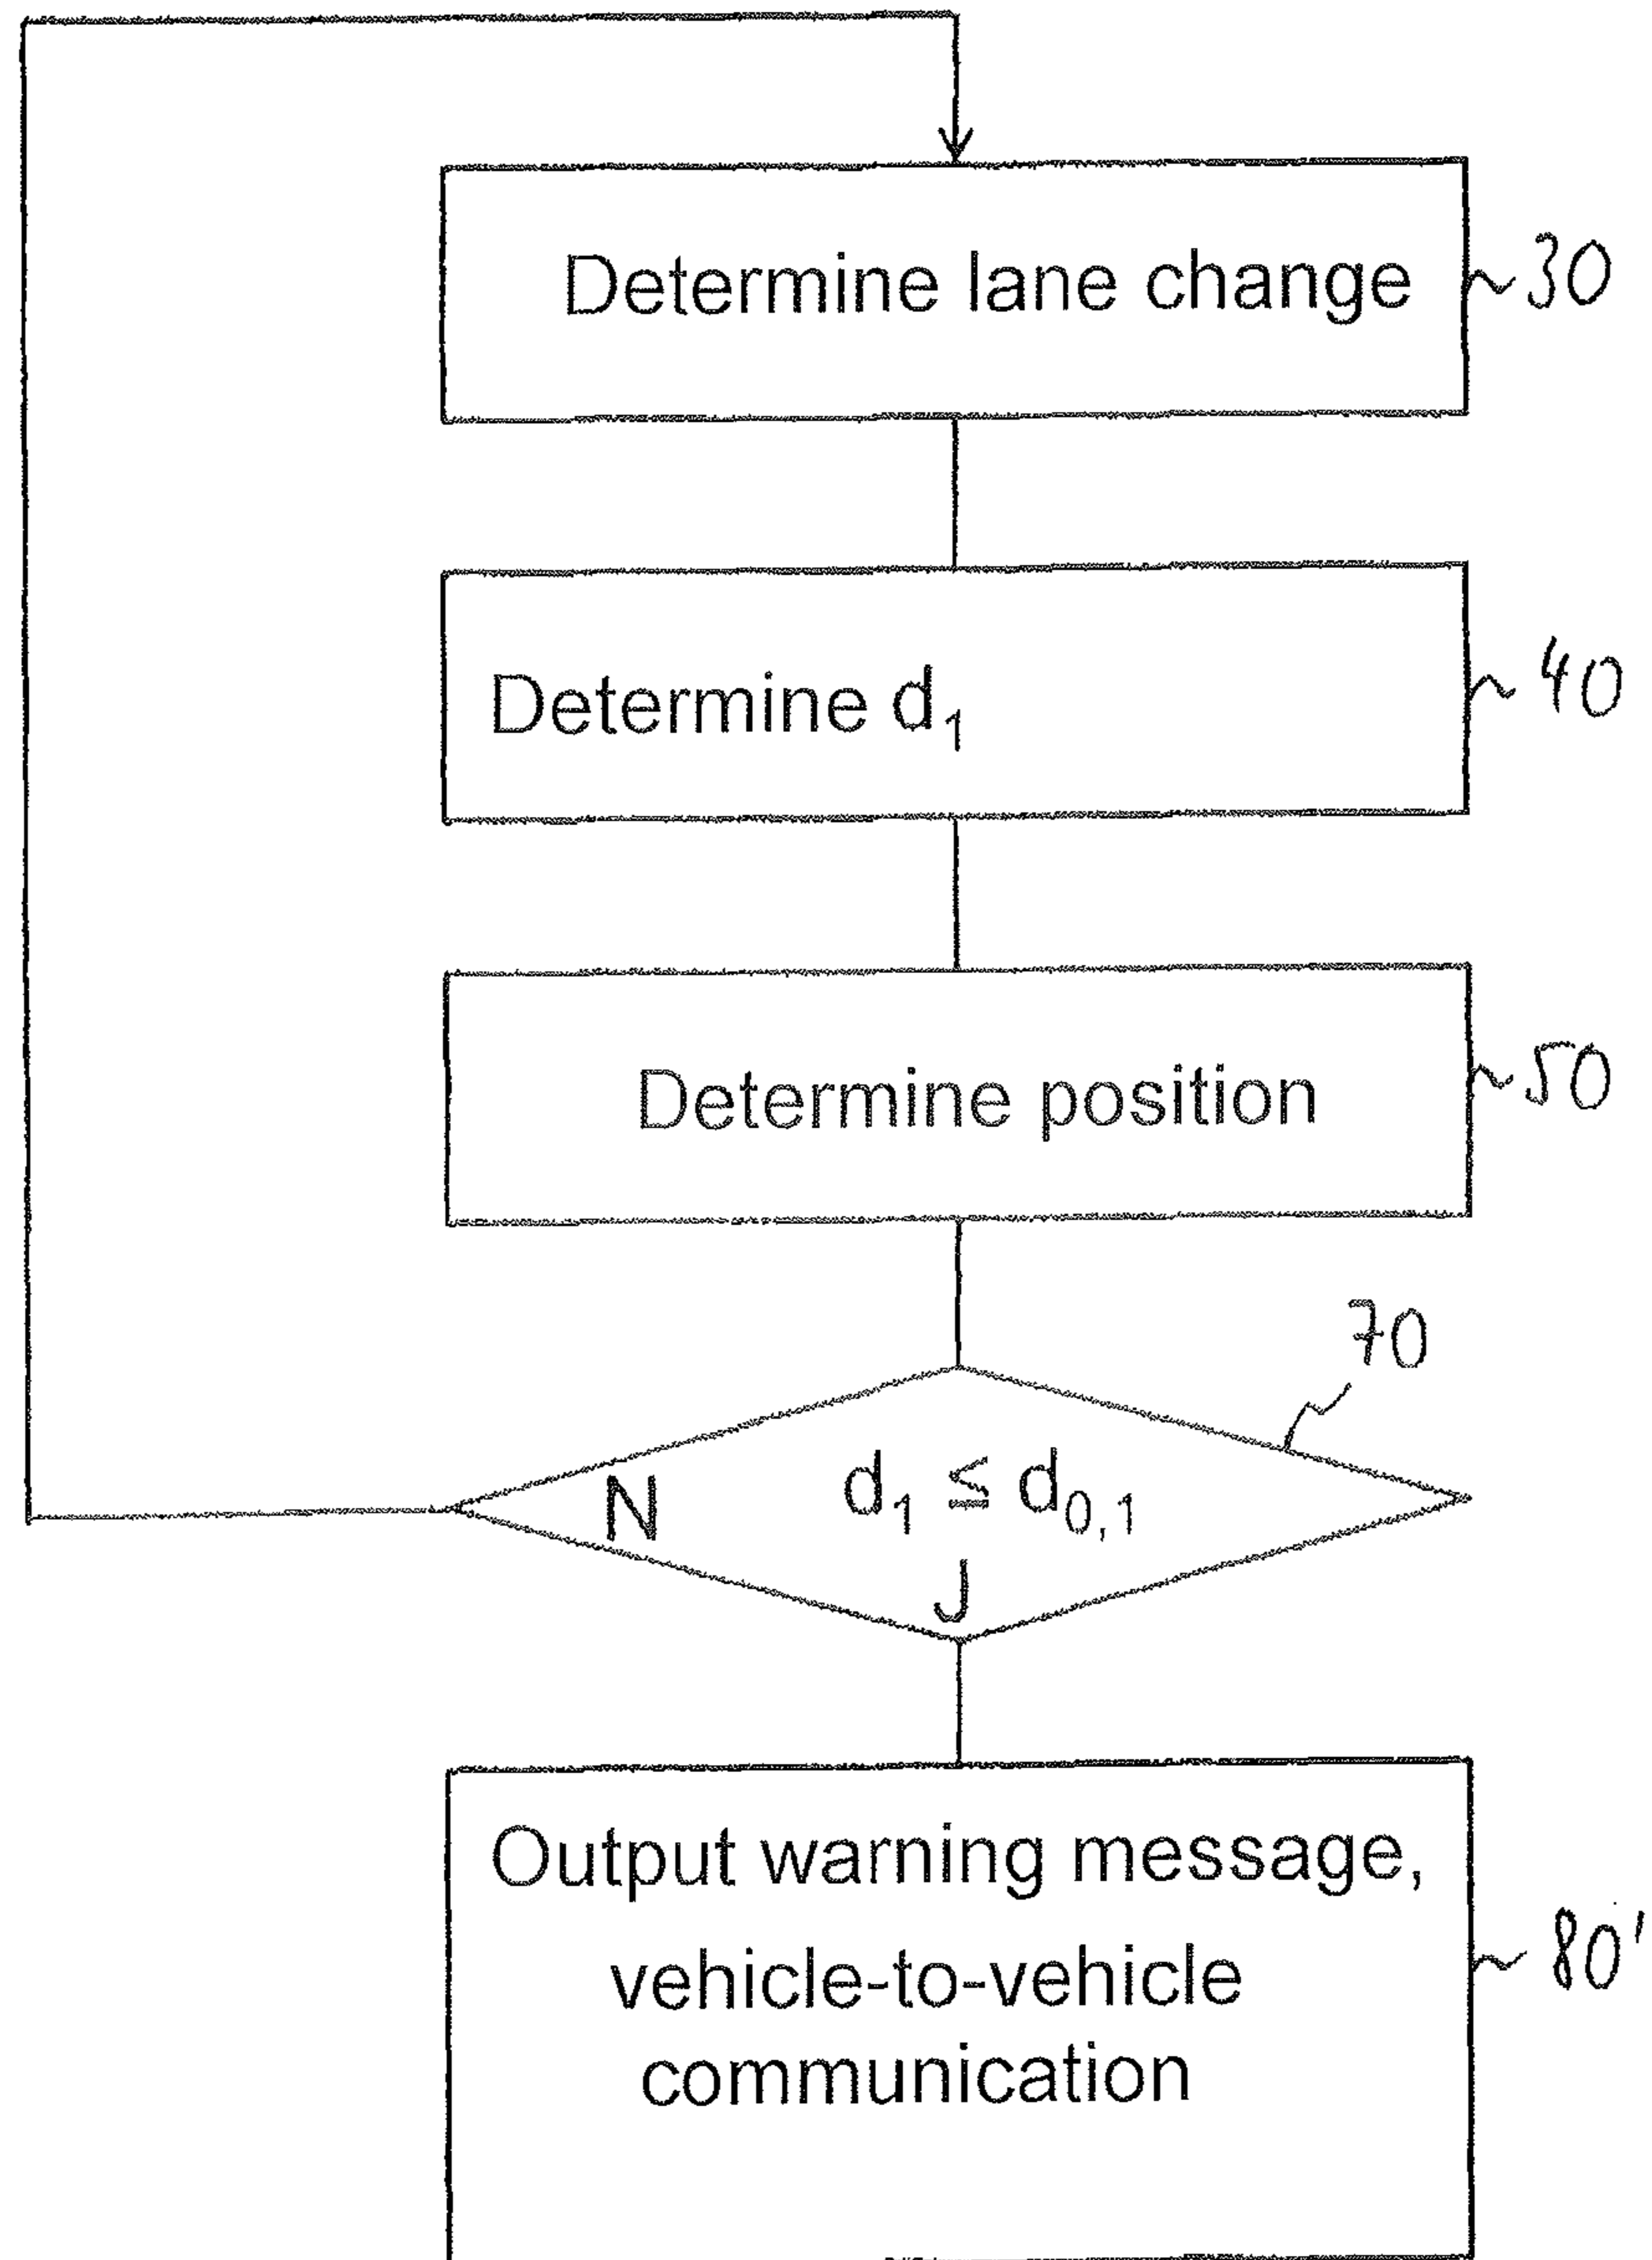 Determine lane change
30
Determine d₁
40
Determine position
50
70
N
d₁ ≤ d₀,₁
J
Output warning message,
vehicle-to-vehicle
communication
80'